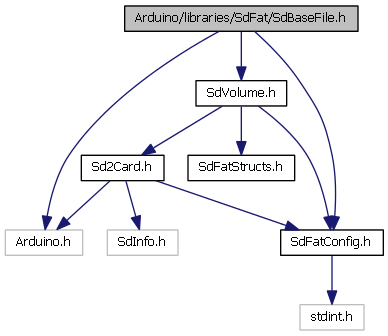 Arduino/libraries/SdFat/SdBaseFile.h
SdVolume.h
Sd2Card.h
SdFatStructs.h
Arduino.h
SdInfo.h
SdFatConfig.h
stdint.h